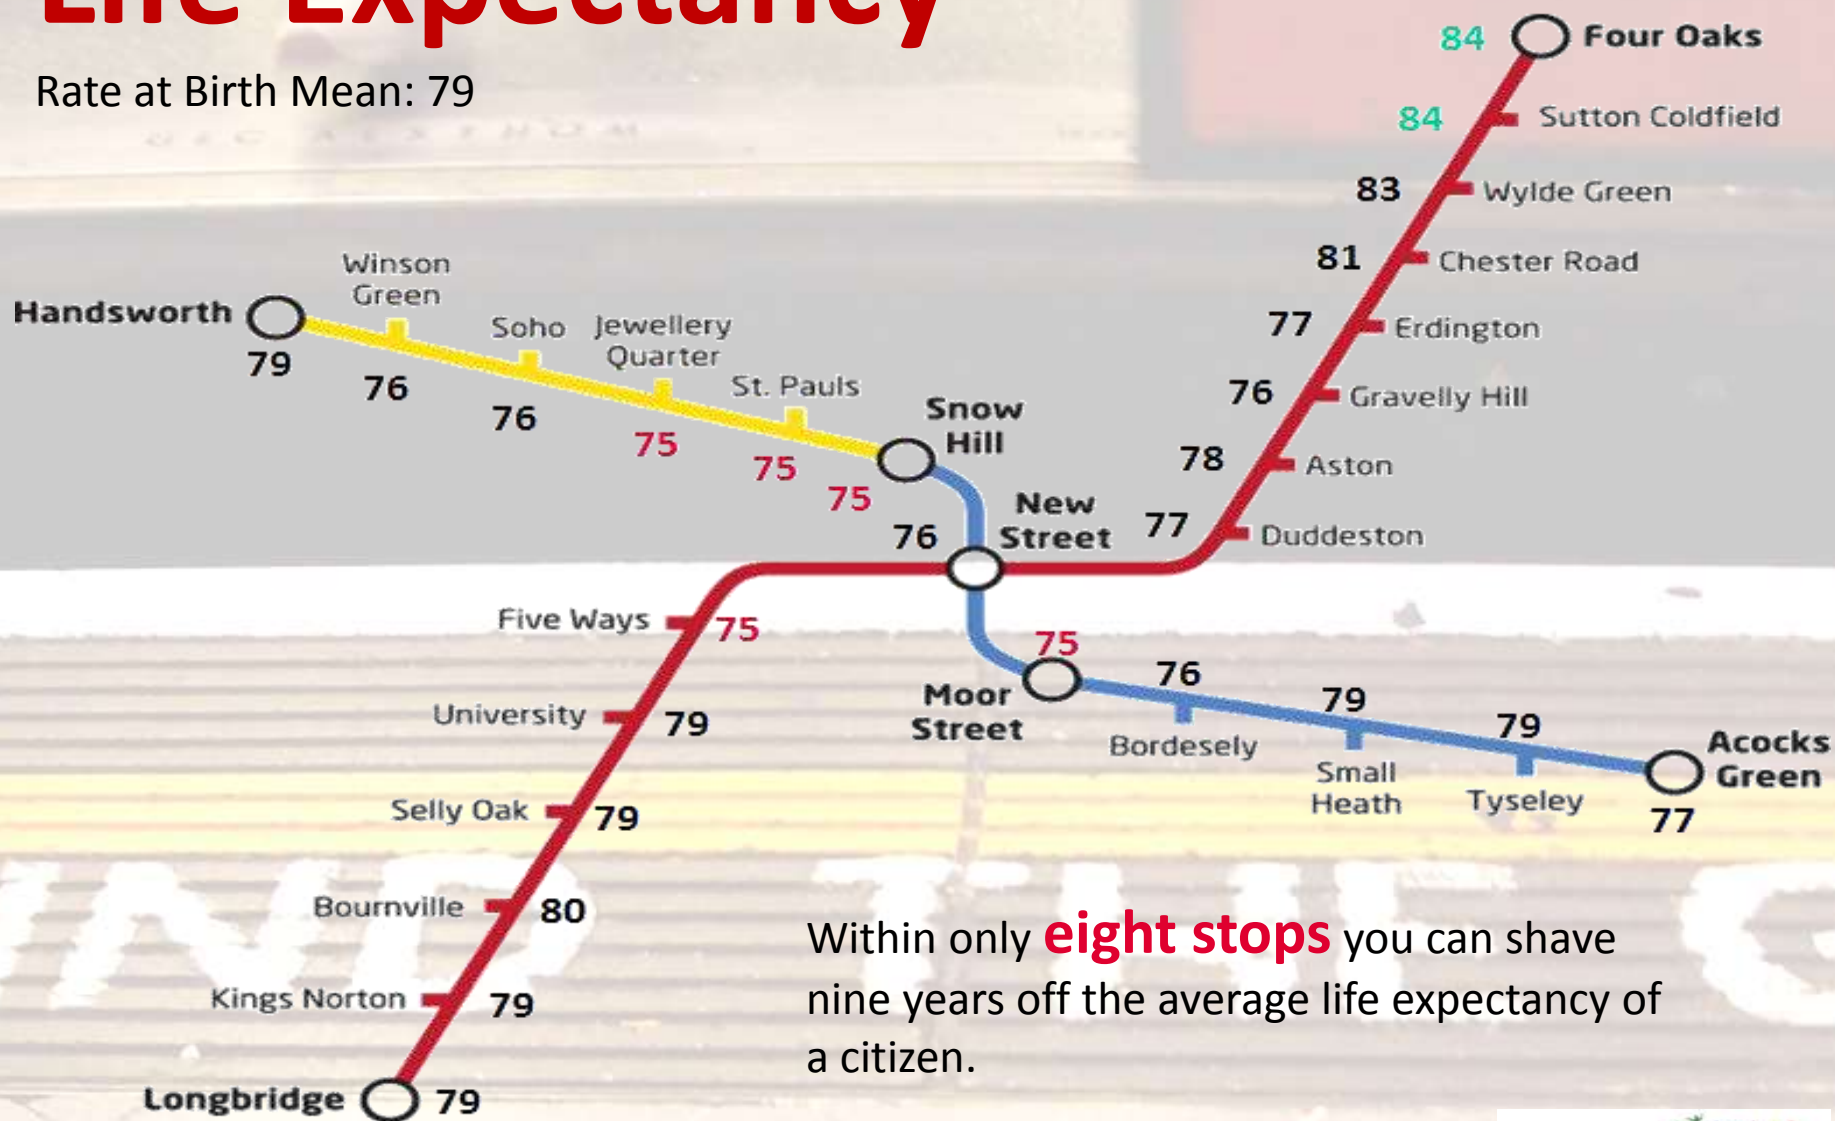 Life Expectancy
Rate at Birth Mean: 79
84 Four Oaks
84 Sutton Coldfield
83 Wylde Green
81 Chester Road
77 Erdington
76 Gravelly Hill
78 Aston
77 Duddeston
Handsworth
79
Winson
Green
76
Soho
76
Jewellery
Quarter
75
St. Pauls
75
Snow
Hill
75
New
Street
76
Five Ways 75
University 79
Selly Oak 79
Bournville 80
Kings Norton 79
Longbridge 79
75
Moor
Street
76
Bordesely
79
Small
Heath
79
Tyseley
Acocks
Green
77
IND THE G
Within only eight stops you can shave
nine years off the average life expectancy of
a citizen.